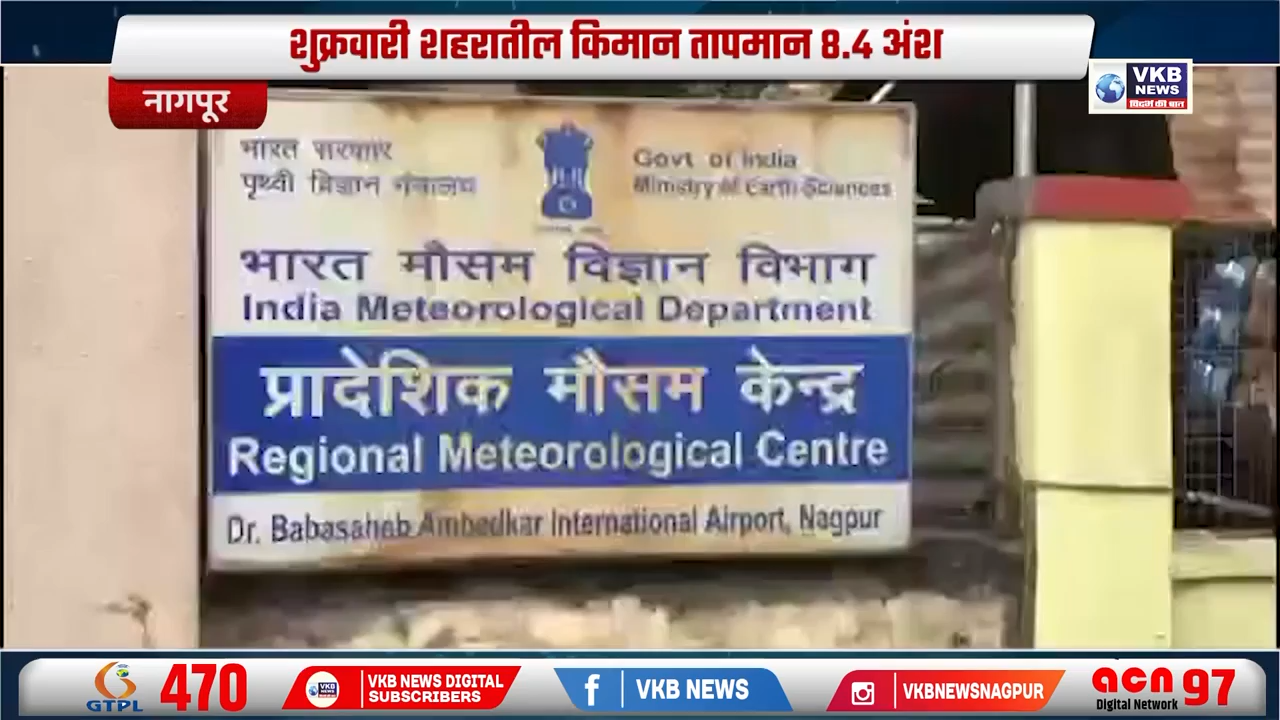 शुक्रवारी शहरातील किमान तापमान 8.4 अंश
नागपूर
VKB
NEWS
विदर्भ की बात
भारत सरकार
पृथ्वी विज्ञान मंत्रालय
Govt of India
Ministry of Earth Sciences
भारत मौसम विज्ञान विभाग
India Meteorological Department
प्रादेशिक मौसम केन्द्र
Regional Meteorological Centre
Dr. Babasaheb Ambedkar International Airport, Nagpur
GTPL
470
VKB NEWS DIGITAL
SUBSCRIBERS
VKB NEWS
VKBNEWSNAGPUR
acn 97
Digital Network